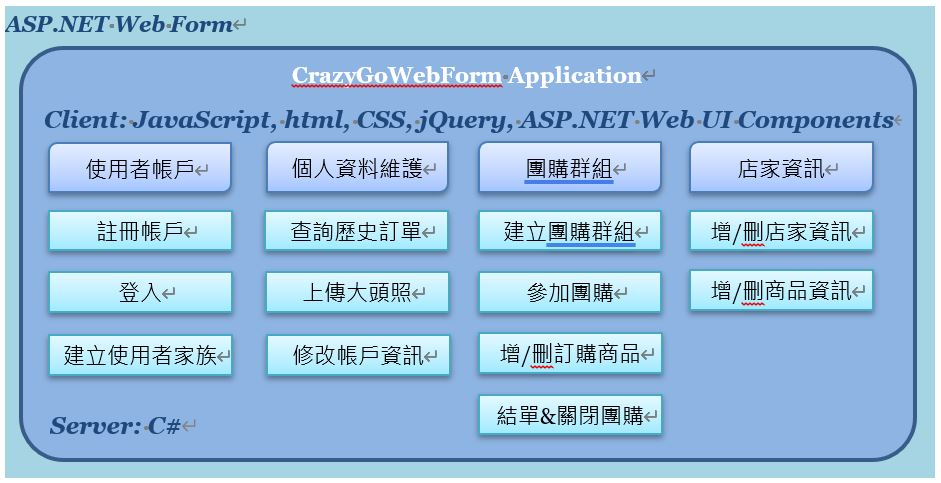 ASP.NET Web Form
CrazyGoWebForm Application
Client: JavaScript, html, CSS, jQuery, ASP.NET Web UI Components
使用者帳戶
個人資料維護
團購群組
店家資訊
註冊帳戶
查詢歷史訂單
建立團購群組
增/刪店家資訊
登入
上傳大頭照
參加團購
增/刪商品資訊
建立使用者家族
修改帳戶資訊
增/刪訂購商品
結單&關閉團購
Server: C#